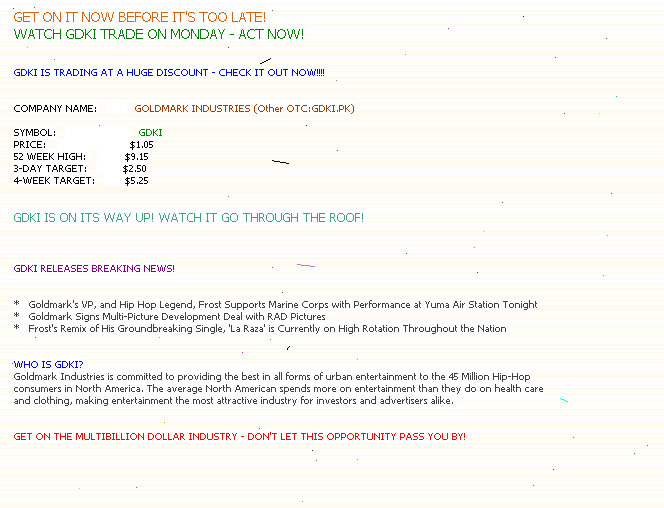 GET ON IT NOW BEFORE IT'S TOO LATE!
WATCH GDKI TRADE ON MONDAY - ACT NOW!
GDKI IS TRADING AT A HUGE DISCOUNT - CHECK IT OUT NOW!!!!
COMPANY NAME: GOLDMARK INDUSTRIES (Other OTC:GDKI.PK)
SYMBOL: GDKI
PRICE: $1.05
52 WEEK HIGH: $9.15
3-DAY TARGET: $2.50
4-WEEK TARGET: $5.25
GDKI IS ON ITS WAY UP! WATCH IT GO THROUGH THE ROOF!
GDKI RELEASES BREAKING NEWS!
* Goldmark's VP, and Hip Hop Legend, Frost Supports Marine Corps with Performance at Yuma Air Station Tonight
* Goldmark Signs Multi-Picture Development Deal with RAD Pictures
* Frost's Remix of His Groundbreaking Single, 'La Raza' is Currently on High Rotation Throughout the Nation
WHO IS GDKI?
Goldmark Industries is committed to providing the best in all forms of urban entertainment to the 45 Million Hip-Hop
consumers in North America. The average North American spends more on entertainment than they do on health care
and clothing, making entertainment the most attractive industry for investors and advertisers alike.
GET ON THE MULTIBILLION DOLLAR INDUSTRY - DON'T LET THIS OPPORTUNITY PASS YOU BY!